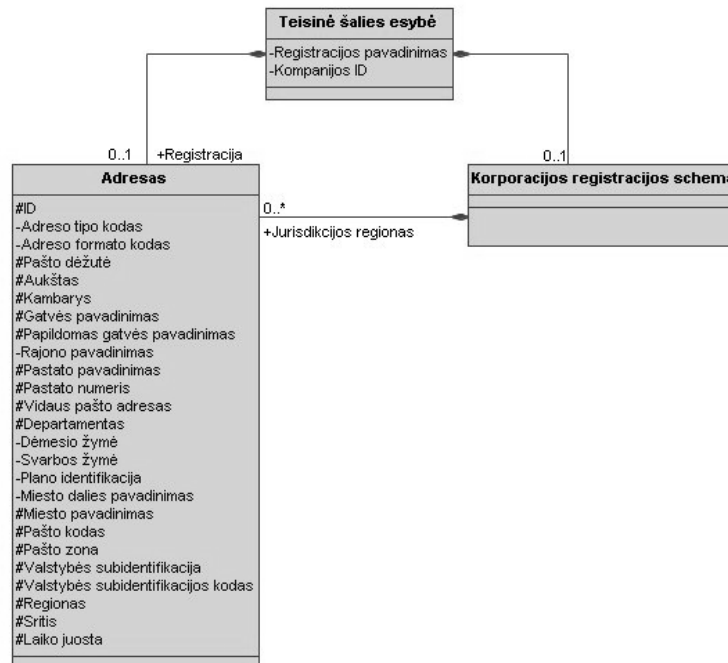 Teisinė šalies esybė
-Registracijos pavadinimas
-Kompanijos ID
0..1 +Registracija
0..1
Adresas
#ID
-Adreso tipo kodas
-Adreso formato kodas
#Pašto dėžutė
#Aukštas
#Kambarys
#Gatvės pavadinimas
#Papildomas gatvės pavadinimas
-Rajono pavadinimas
#Pastato pavadinimas
#Pastato numeris
#Vidaus pašto adresas
#Departamentas
-Dėmesio žymė
-Svarbos žymė
-Plano identifikacija
-Miesto dalies pavadinimas
#Miesto pavadinimas
#Pašto kodas
#Pašto zona
#Valstybės subidentifikacija
#Valstybės subidentifikacijos kodas
#Regionas
#Sritis
#Laiko juosta
0..*
+Jurisdikcijos regionas
Korporacijos registracijos schema